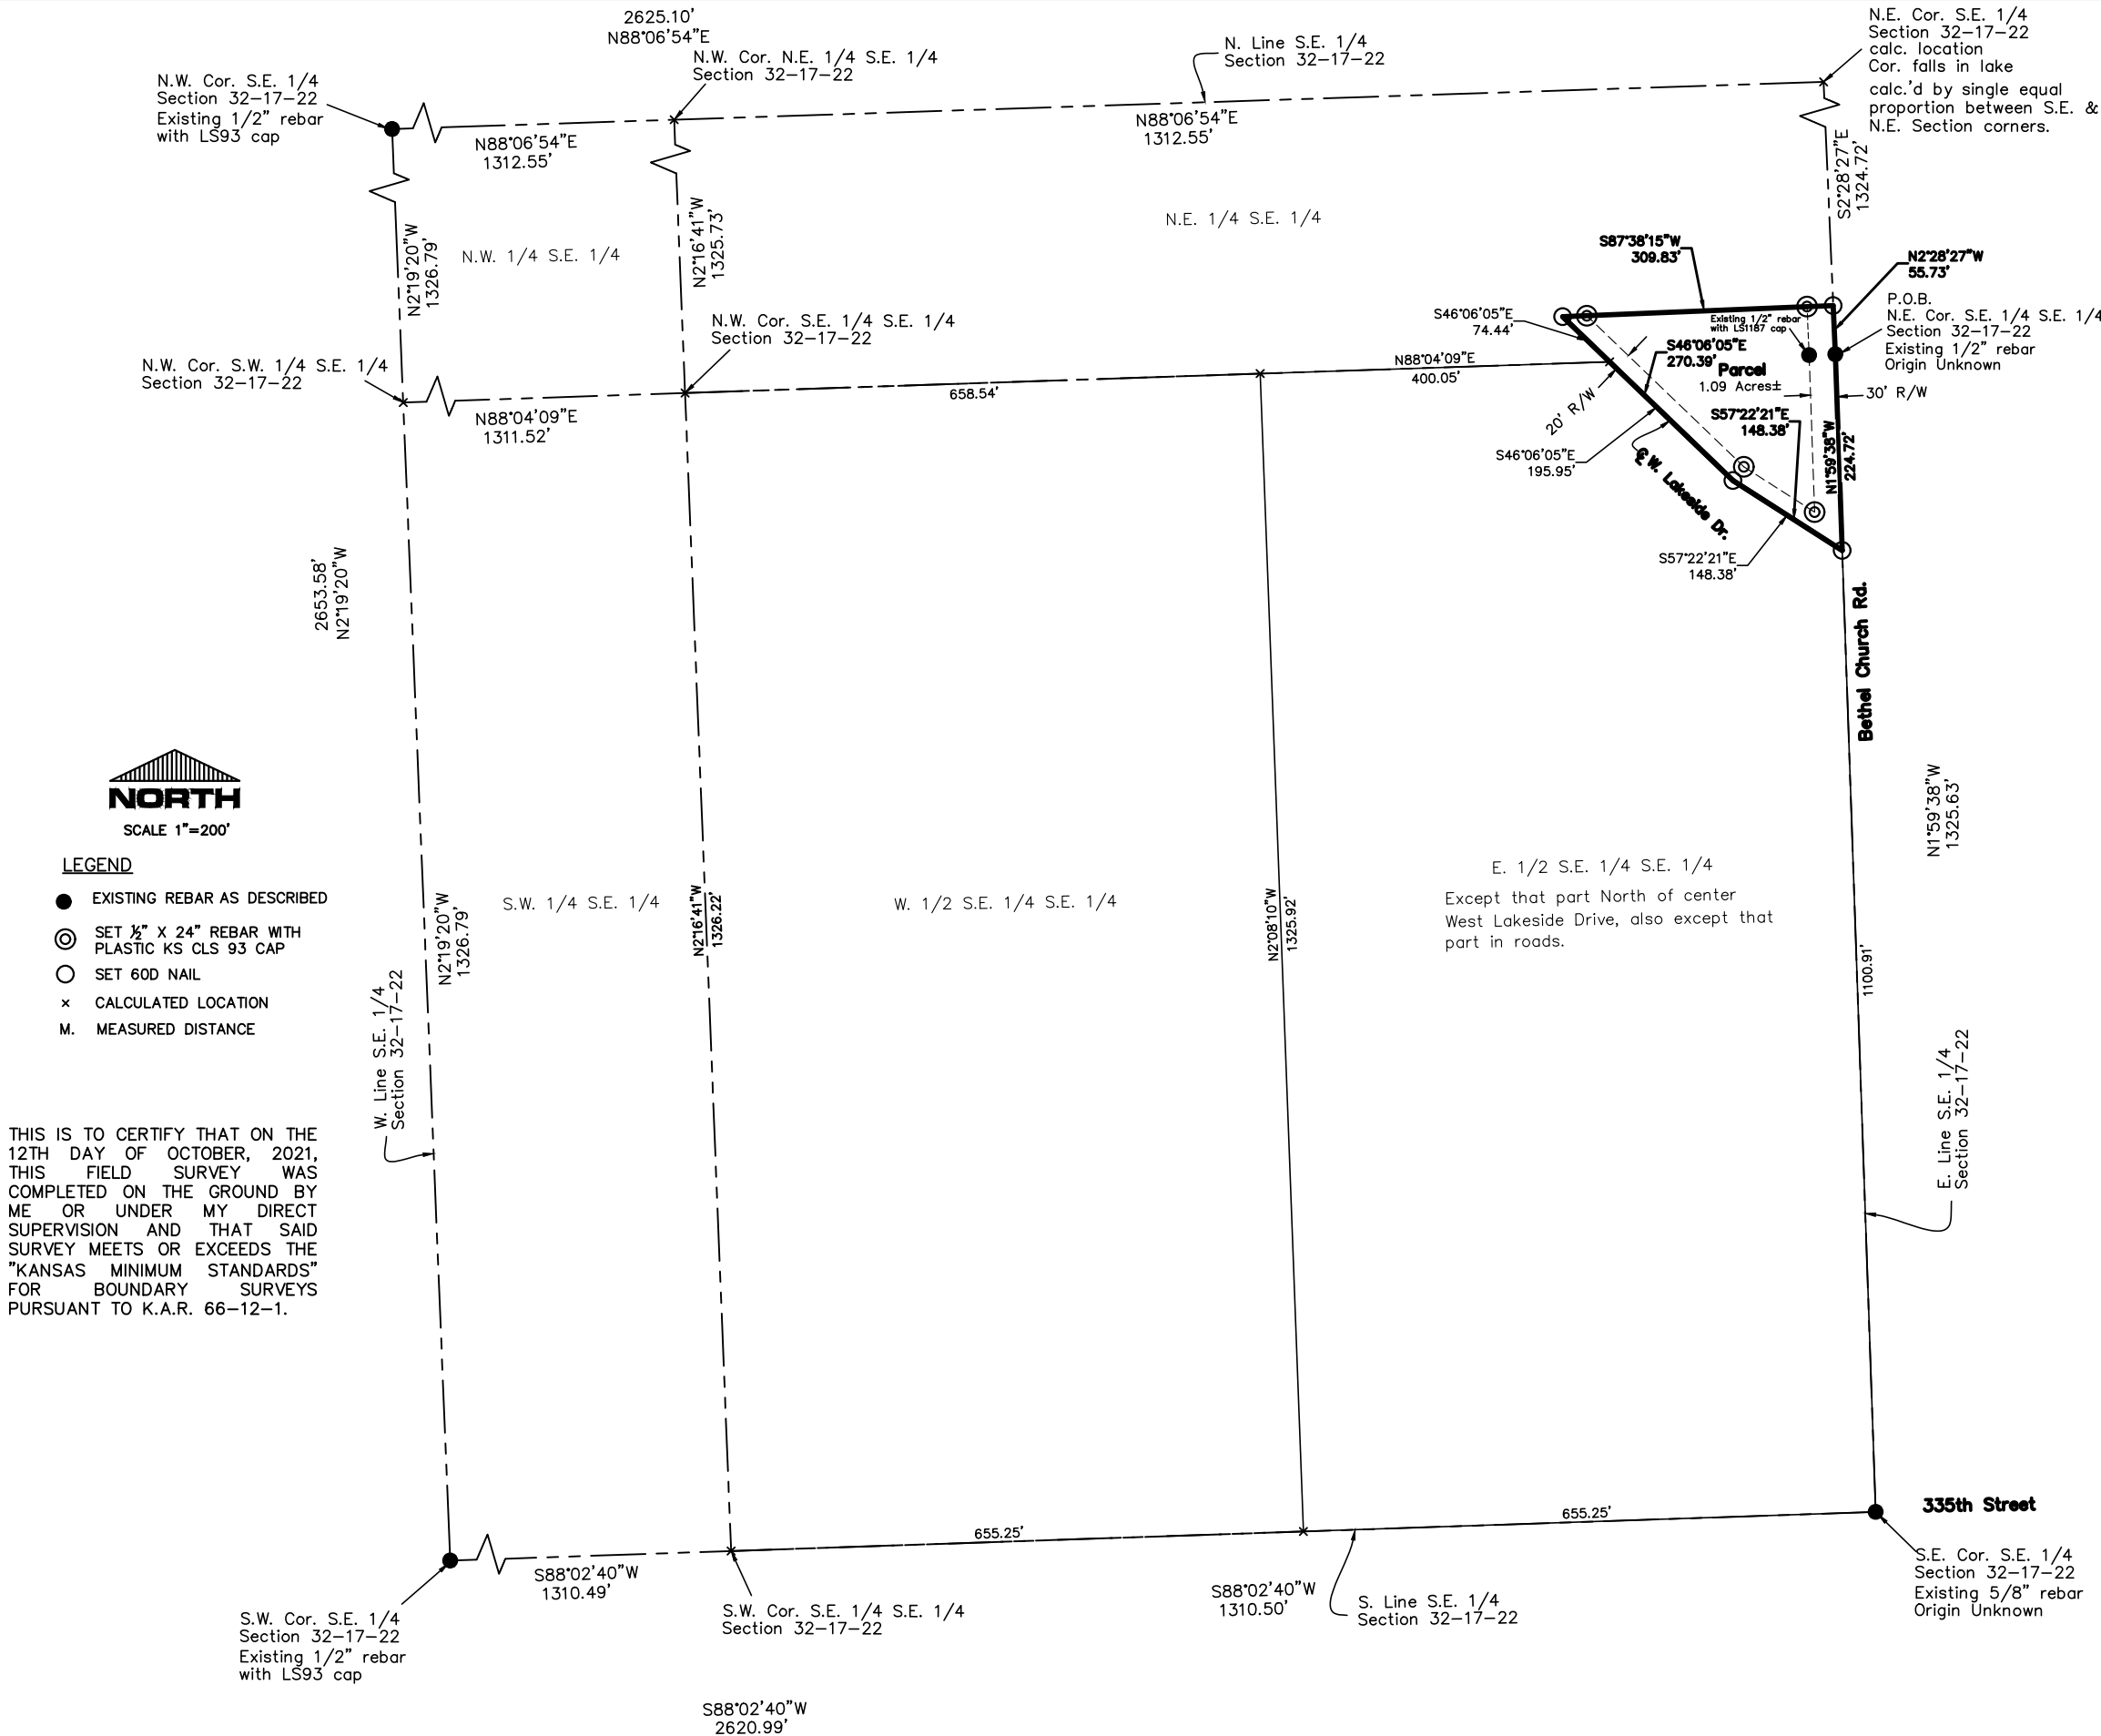 2625.10'
N88°06'54"E
N.W. Cor. S.E. 1/4
Section 32-17-22
Existing 1/2" rebar
with LS93 cap
N.W. Cor. N.E. 1/4 S.E. 1/4
Section 32-17-22
N. Line S.E. 1/4
Section 32-17-22
N.E. Cor. S.E. 1/4
Section 32-17-22
calc. location
Cor. falls in lake
calc.'d by single equal
proportion between S.E. &
N.E. Section corners.
N88°06'54"E
1312.55'
N88°06'54"E
1312.55'
S2°28'27"E
1324.72'
N2°19'20"W
1326.79'
N.W. 1/4 S.E. 1/4
N2°16'41"W
1325.73'
N.E. 1/4 S.E. 1/4
S87°38'15"W
309.83'
N2°28'27"W
55.73'
P.O.B.
N.E. Cor. S.E. 1/4 S.E. 1/4
Section 32-17-22
Existing 1/2" rebar
Origin Unknown
S46°06'05"E
74.44'
Existing 1/2" rebar
with LS1187 cap
S46°06'05"E
270.39'
Parcel
1.09 Acres±
30' R/W
N.W. Cor. S.E. 1/4 S.E. 1/4
Section 32-17-22
N.W. Cor. S.W. 1/4 S.E. 1/4
Section 32-17-22
N88°04'09"E
1311.52'
658.54'
N88°04'09"E
400.05'
20' R/W
S57°22'21"E
148.38'
N1°59'38"W
224.72'
S46°06'05"E
195.95'
℄ W. Lakeside Dr.
S57°22'21"E
148.38'
2653.58'
N2°19'20"W
Bethel Church Rd.
N1°59'38"W
1325.63'
NORTH
SCALE 1"=200'
LEGEND
EXISTING REBAR AS DESCRIBED
SET ½" X 24" REBAR WITH
PLASTIC KS CLS 93 CAP
SET 60D NAIL
× CALCULATED LOCATION
M. MEASURED DISTANCE
N2°19'20"W
1326.79'
S.W. 1/4 S.E. 1/4
N2°16'41"W
1326.22'
W. 1/2 S.E. 1/4 S.E. 1/4
N2°08'10"W
1325.92'
E. 1/2 S.E. 1/4 S.E. 1/4
Except that part North of center
West Lakeside Drive, also except that
part in roads.
1100.91'
W. Line S.E. 1/4
Section 32-17-22
E. Line S.E. 1/4
Section 32-17-22
THIS IS TO CERTIFY THAT ON THE
12TH DAY OF OCTOBER, 2021,
THIS FIELD SURVEY WAS
COMPLETED ON THE GROUND BY
ME OR UNDER MY DIRECT
SUPERVISION AND THAT SAID
SURVEY MEETS OR EXCEEDS THE
"KANSAS MINIMUM STANDARDS"
FOR BOUNDARY SURVEYS
PURSUANT TO K.A.R. 66-12-1.
655.25'
655.25'
335th Street
S88°02'40"W
1310.49'
S88°02'40"W
1310.50'
S. Line S.E. 1/4
Section 32-17-22
S.E. Cor. S.E. 1/4
Section 32-17-22
Existing 5/8" rebar
Origin Unknown
S.W. Cor. S.E. 1/4
Section 32-17-22
Existing 1/2" rebar
with LS93 cap
S.W. Cor. S.E. 1/4 S.E. 1/4
Section 32-17-22
S88°02'40"W
2620.99'